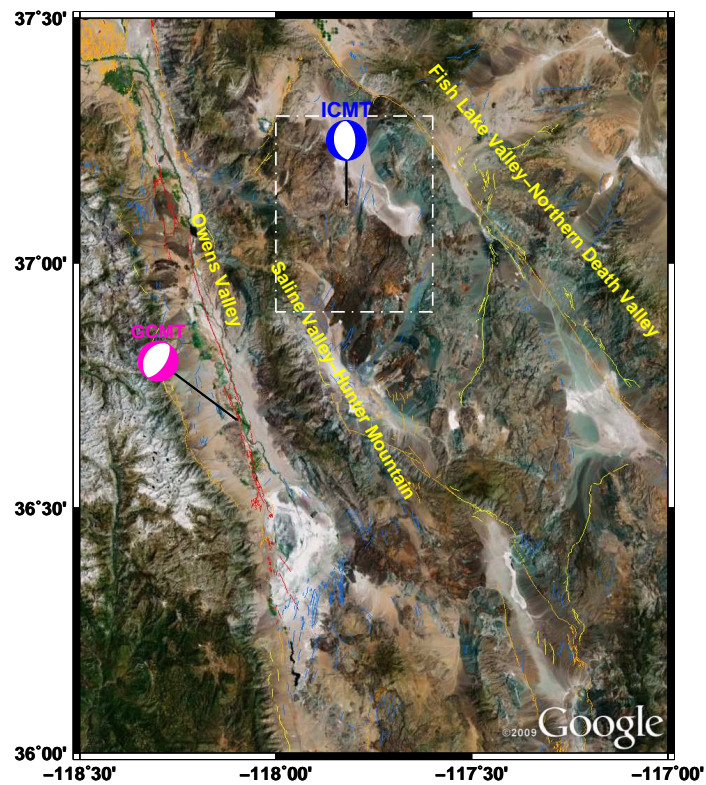 37˚30'
ICMT
Fish Lake Valley–Northern Death Valley
Owens Valley
37˚00'
Saline Valley–Hunter Mountain
GCMT
36˚30'
©2009 Google
36˚00'
−118˚30'
−118˚00'
−117˚30'
−117˚00'